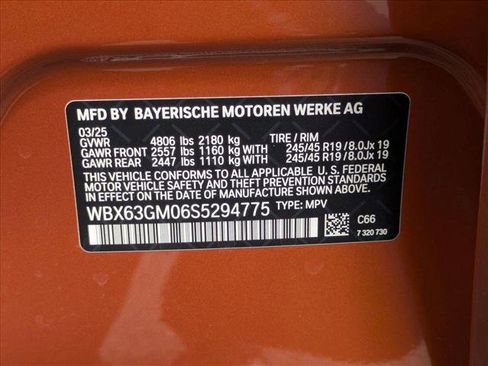 MFD BY BAYERISCHE MOTOREN WERKE AG
03/25
GVWR 4806 lbs 2180 kg TIRE / RIM
GAWR FRONT 2557 lbs 1160 kg WITH 245/45 R19 / 8.0Jx 19
GAWR REAR 2447 lbs 1110 kg WITH 245/45 R19 / 8.0Jx 19
THIS VEHICLE CONFORMS TO ALL APPLICABLE U. S. FEDERAL
MOTOR VEHICLE SAFETY, BUMPER, AND THEFT PREVENTION STANDARDS
IN EFFECT ON THE DATE OF MANUFACTURE SHOWN ABOVE.
WBX63GM06S5294775 TYPE: MPV
C66
7 320 730